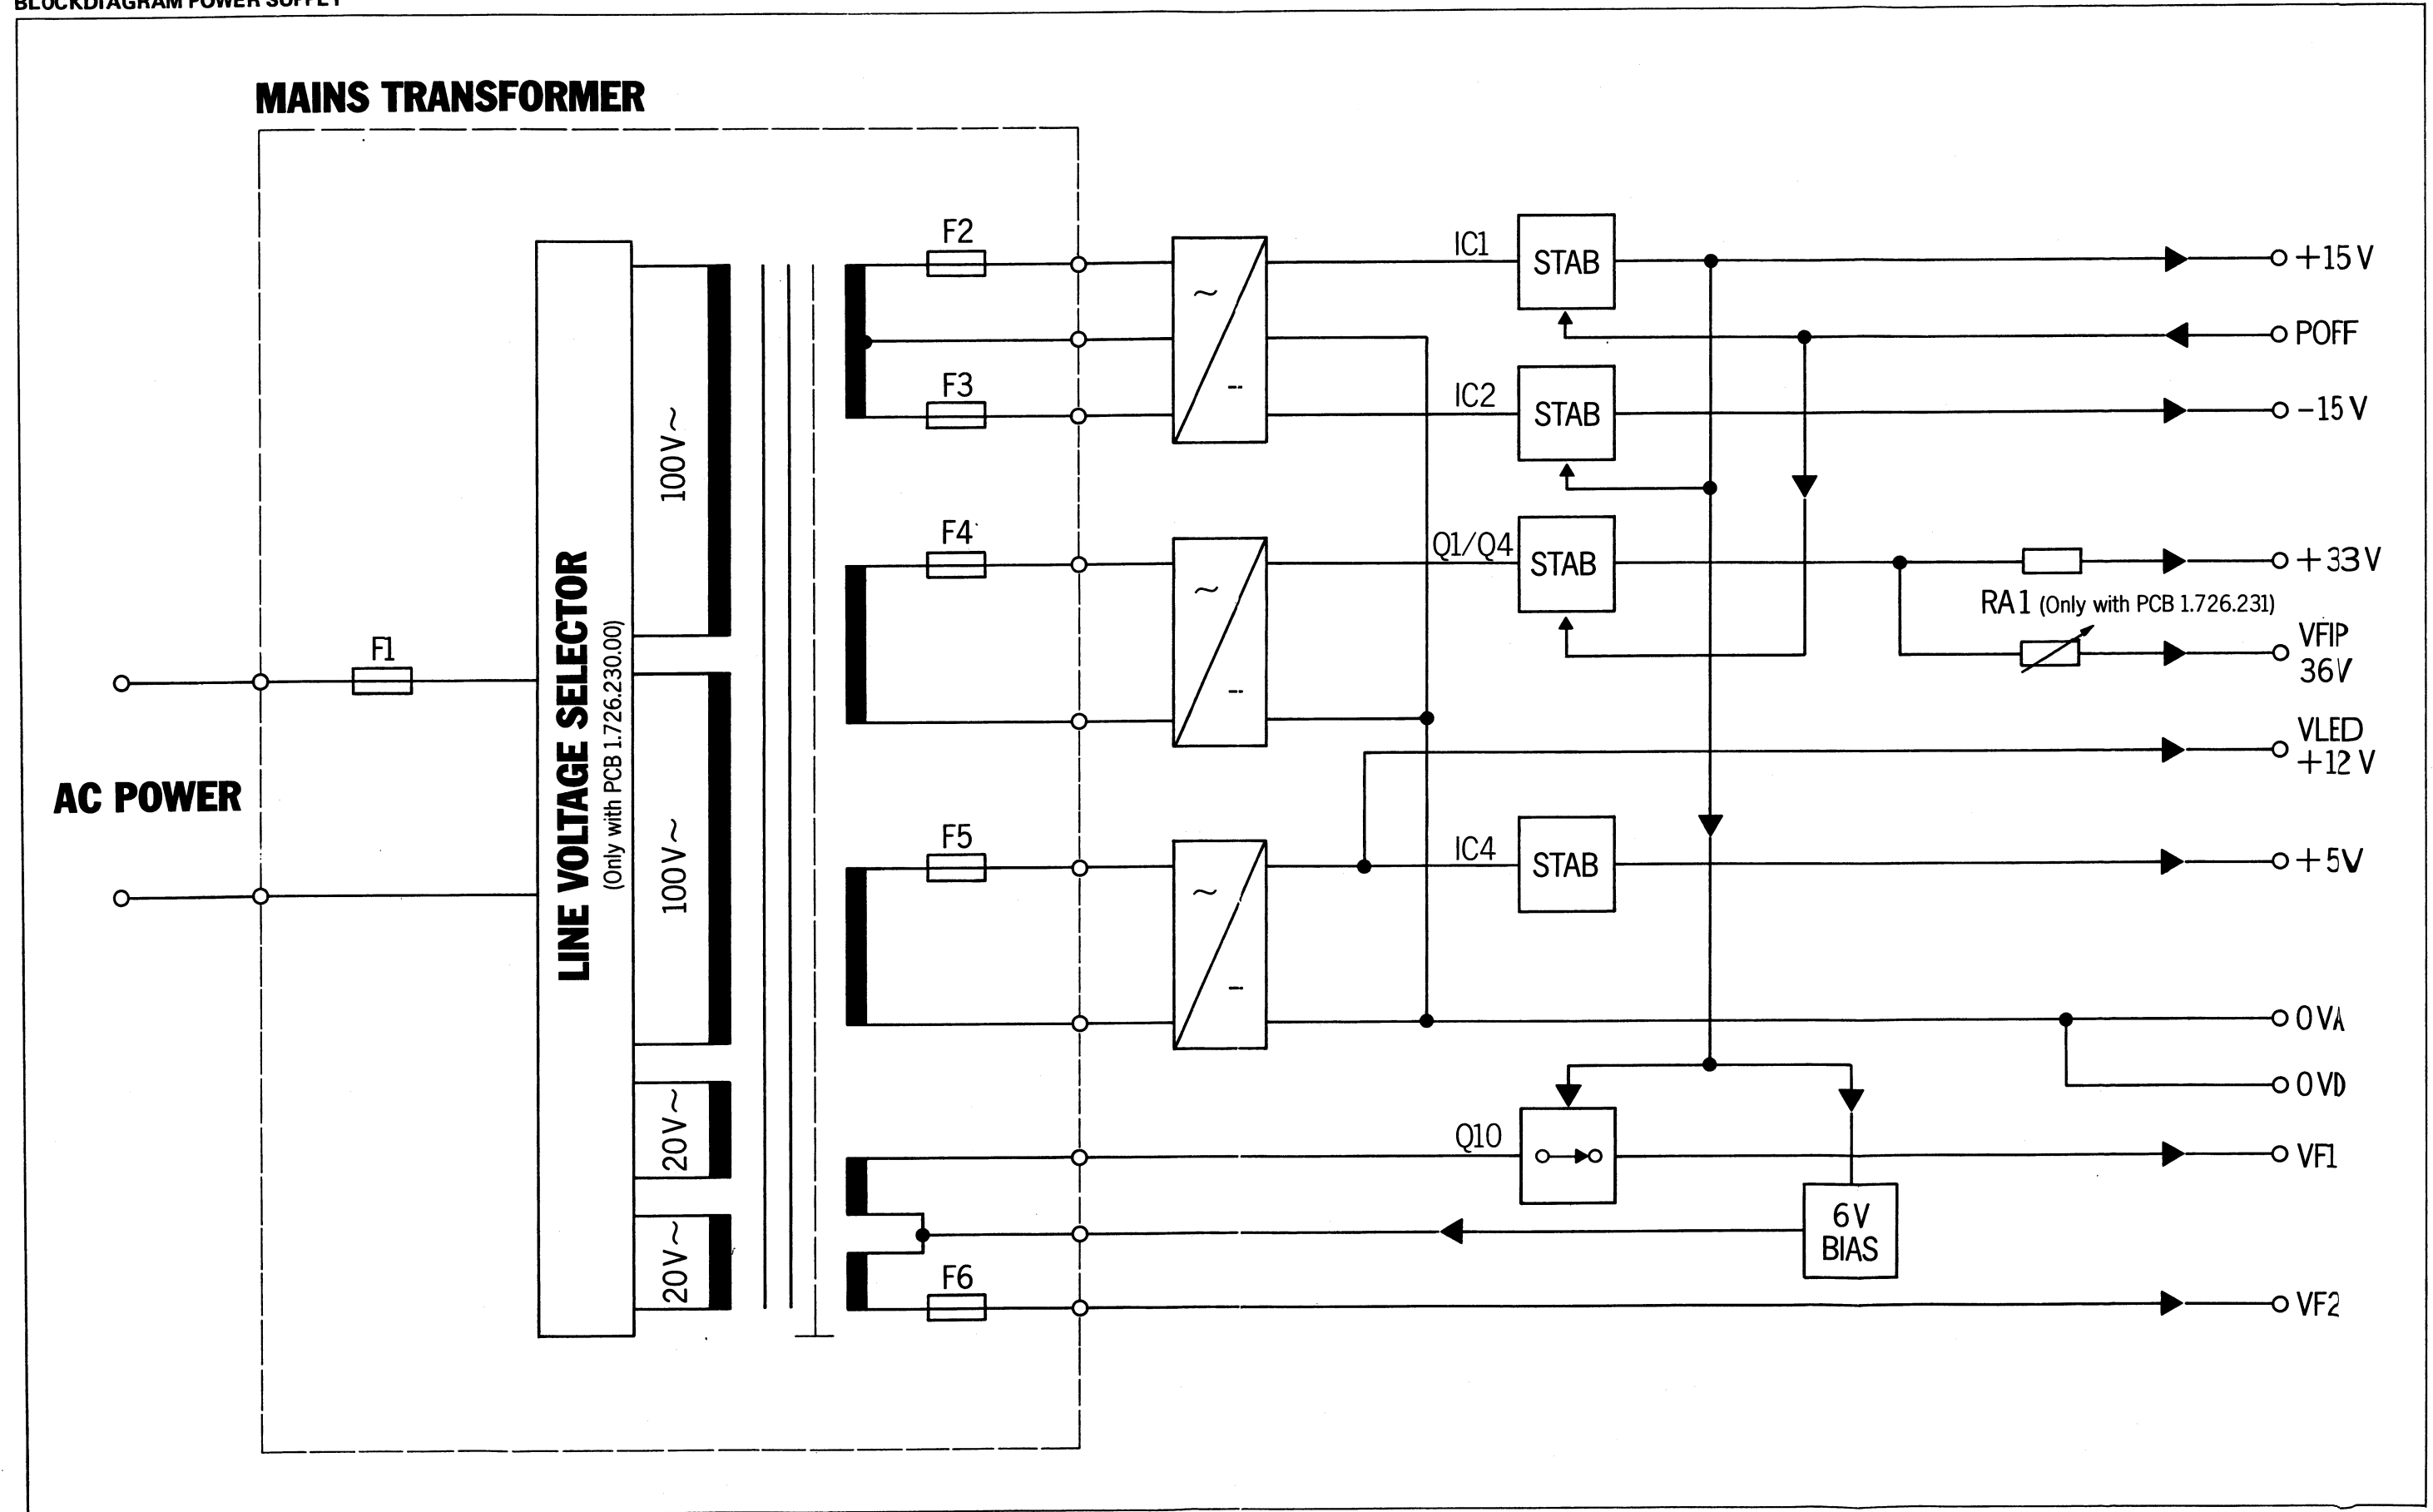 BLOCKDIAGRAM POWER SUPPLY
MAINS TRANSFORMER
AC POWER
F1
LINE VOLTAGE SELECTOR
(Only with PCB 1.726.230.00)
100V~
100V~
20V~
20V~
F2
F3
F4
F5
F6
~
--
~
--
~
-
IC1
STAB
IC2
STAB
Q1/Q4
STAB
IC4
STAB
Q10
6V
BIAS
+15V
POFF
-15V
+33V
RA1 (Only with PCB 1.726.231)
VFIP
36V
VLED
+12V
+5V
0VA
0VD
VF1
VF2